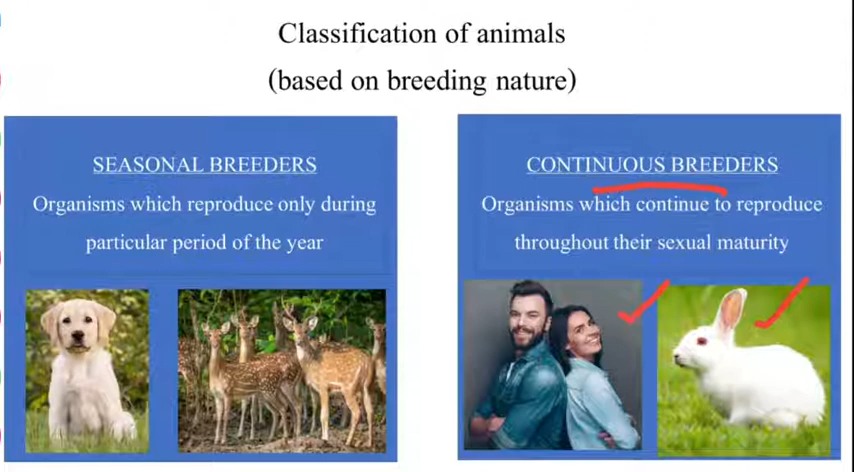 Classification of animals
(based on breeding nature)
SEASONAL BREEDERS
Organisms which reproduce only during
particular period of the year
CONTINUOUS BREEDERS
Organisms which continue to reproduce
throughout their sexual maturity